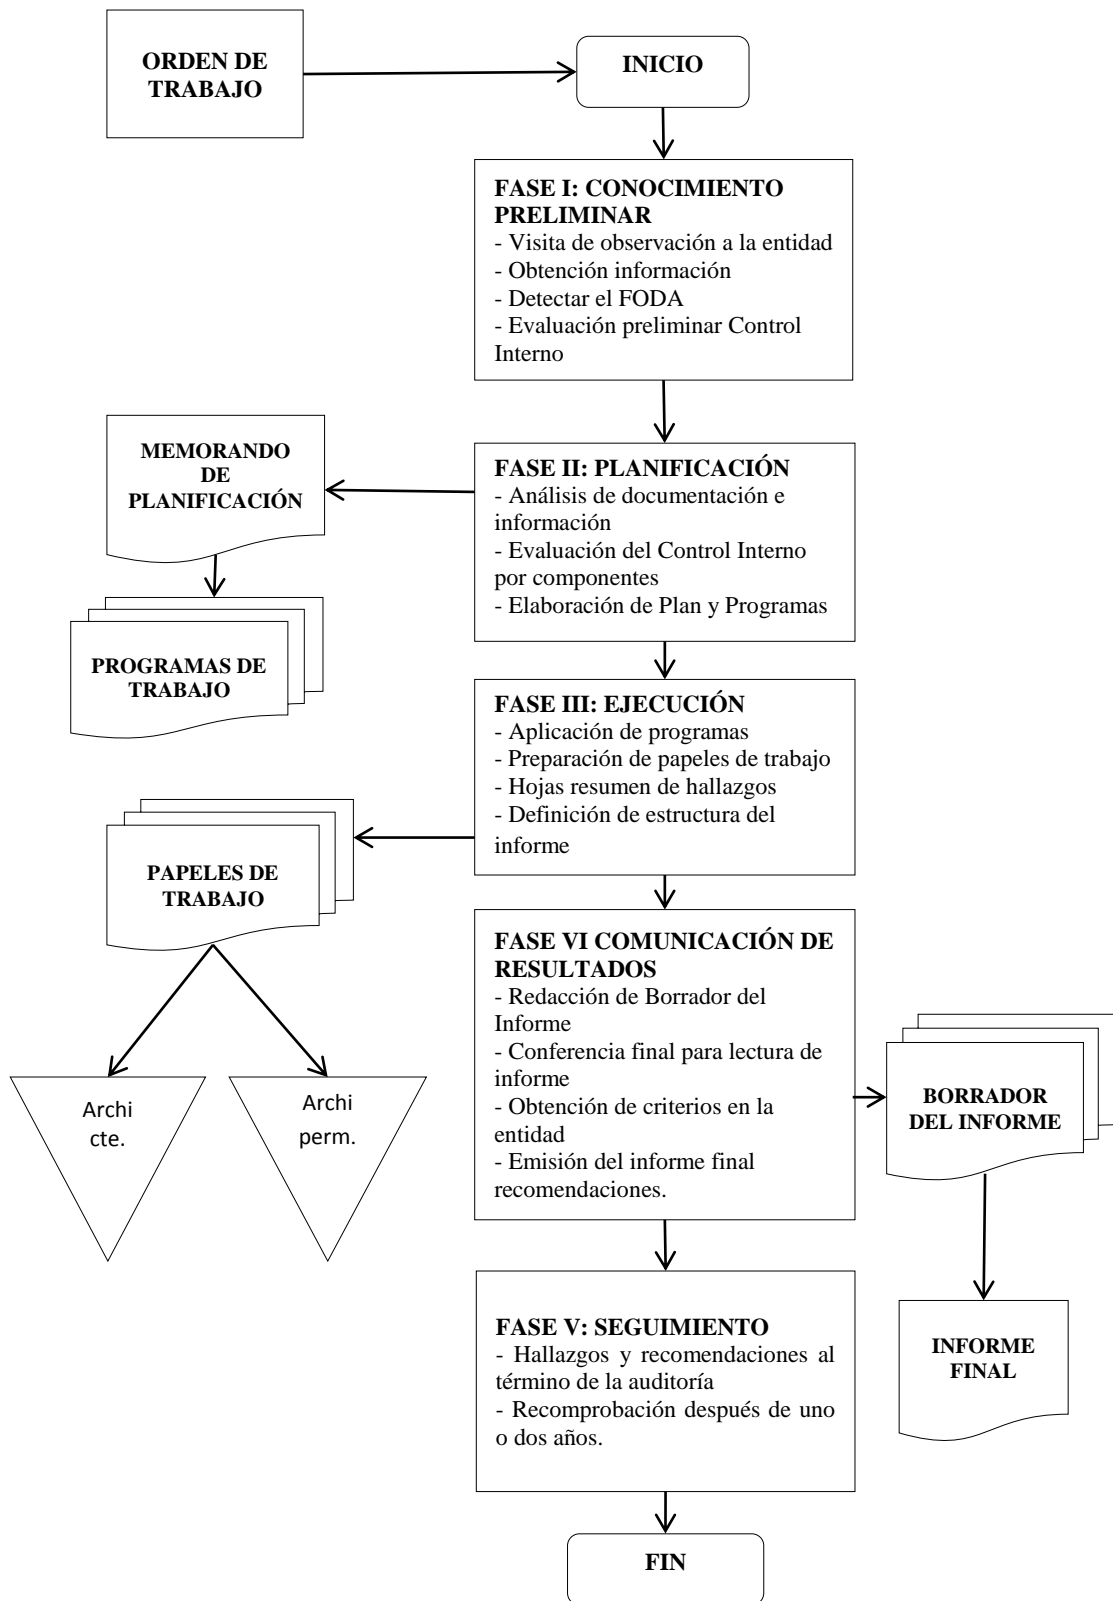 ORDEN DE
TRABAJO
INICIO
FASE I: CONOCIMIENTO
PRELIMINAR
- Visita de observación a la entidad
- Obtención información
- Detectar el FODA
- Evaluación preliminar Control
Interno
MEMORANDO
DE
PLANIFICACIÓN
FASE II: PLANIFICACIÓN
- Análisis de documentación e
información
- Evaluación del Control Interno
por componentes
- Elaboración de Plan y Programas
PROGRAMAS DE
TRABAJO
FASE III: EJECUCIÓN
- Aplicación de programas
- Preparación de papeles de trabajo
- Hojas resumen de hallazgos
- Definición de estructura del
informe
PAPELES DE
TRABAJO
FASE VI COMUNICACIÓN DE
RESULTADOS
- Redacción de Borrador del
Informe
- Conferencia final para lectura de
informe
- Obtención de criterios en la
entidad
- Emisión del informe final
recomendaciones.
Archi
cte.
Archi
perm.
BORRADOR
DEL INFORME
FASE V: SEGUIMIENTO
- Hallazgos y recomendaciones al
término de la auditoría
- Recomprobación después de uno
o dos años.
INFORME
FINAL
FIN